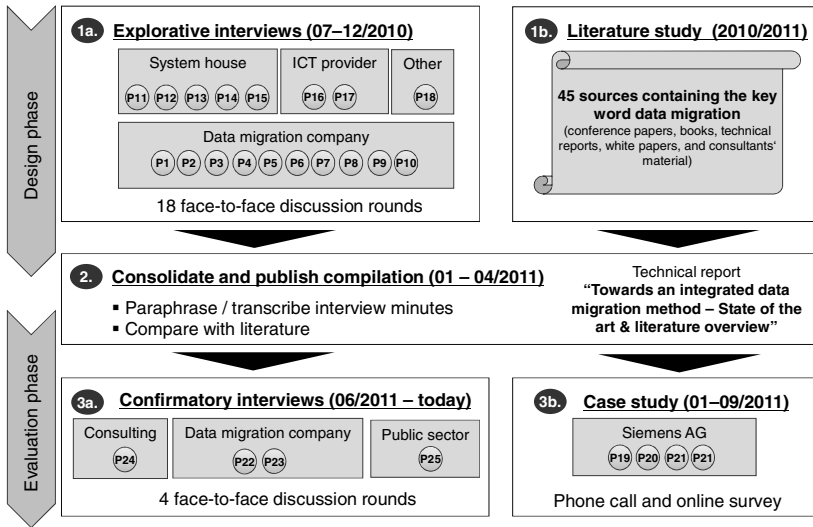 Design phase
1a. Explorative interviews (07–12/2010)
System house
P11 P12 P13 P14 P15
ICT provider
P16 P17
Other
P18
Data migration company
P1 P2 P3 P4 P5 P6 P7 P8 P9 P10
18 face-to-face discussion rounds
1b. Literature study (2010/2011)
45 sources containing the key
word data migration
(conference papers, books, technical
reports, white papers, and consultants‘
material)
2. Consolidate and publish compilation (01 – 04/2011)
▪ Paraphrase / transcribe interview minutes
▪ Compare with literature
Technical report
“Towards an integrated data
migration method – State of the
art & literature overview”
Evaluation phase
3a. Confirmatory interviews (06/2011 – today)
Consulting
P24
Data migration company
P22 P23
Public sector
P25
4 face-to-face discussion rounds
3b. Case study (01–09/2011)
Siemens AG
P19 P20 P21 P21
Phone call and online survey